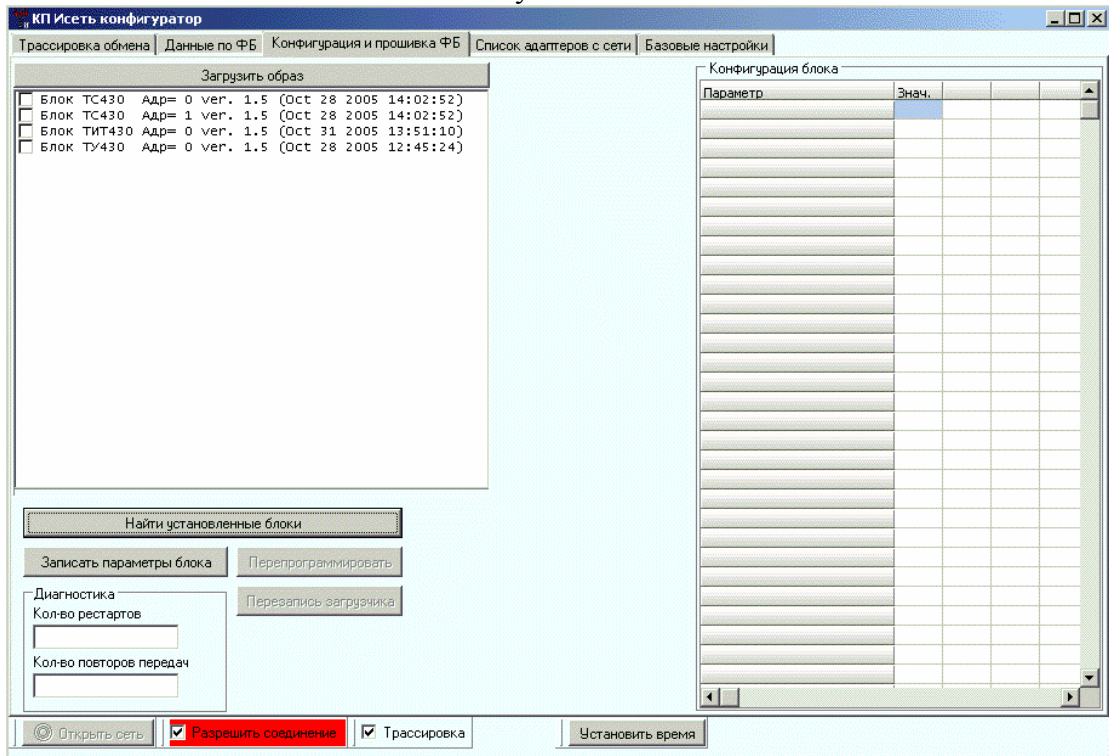 КП Исеть конфигуратор
Трассировка обмена Данные по ФБ Конфигурация и прошивка ФБ Список адаптеров с сети Базовые настройки
Загрузить образ
Блок ТС430 Адр= 0 ver. 1.5 (Oct 28 2005 14:02:52)
Блок ТС430 Адр= 1 ver. 1.5 (Oct 28 2005 14:02:52)
Блок ТИТ430 Адр= 0 ver. 1.5 (Oct 31 2005 13:51:10)
Блок ТУ430 Адр= 0 ver. 1.5 (Oct 28 2005 12:45:24)
Найти установленные блоки
Записать параметры блока Перепрограммировать
Перезапись загрузчика
Диагностика
Кол-во рестартов
Кол-во повторов передач
Конфигурация блока
Параметр Знач.
Открыть сеть Разрешить соединение Трассировка Установить время